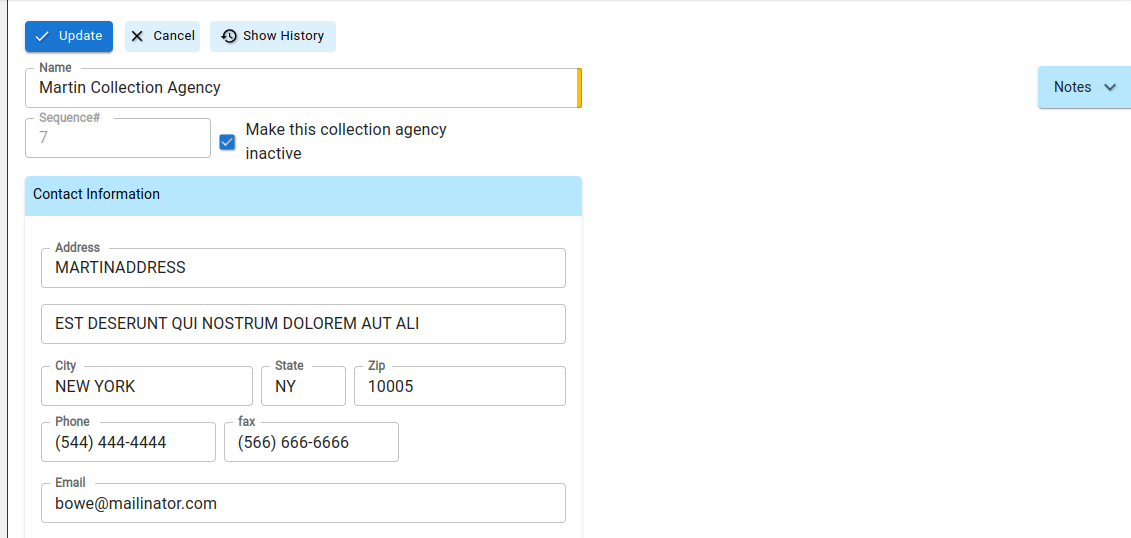 Update Cancel Show History
Name
Martin Collection Agency
Notes
Sequence#
7
Make this collection agency
inactive
Contact Information
Address
MARTINADDRESS
EST DESERUNT QUI NOSTRUM DOLOREM AUT ALI
City State Zip
NEW YORK NY 10005
Phone fax
(544) 444-4444 (566) 666-6666
Email
bowe@mailinator.com